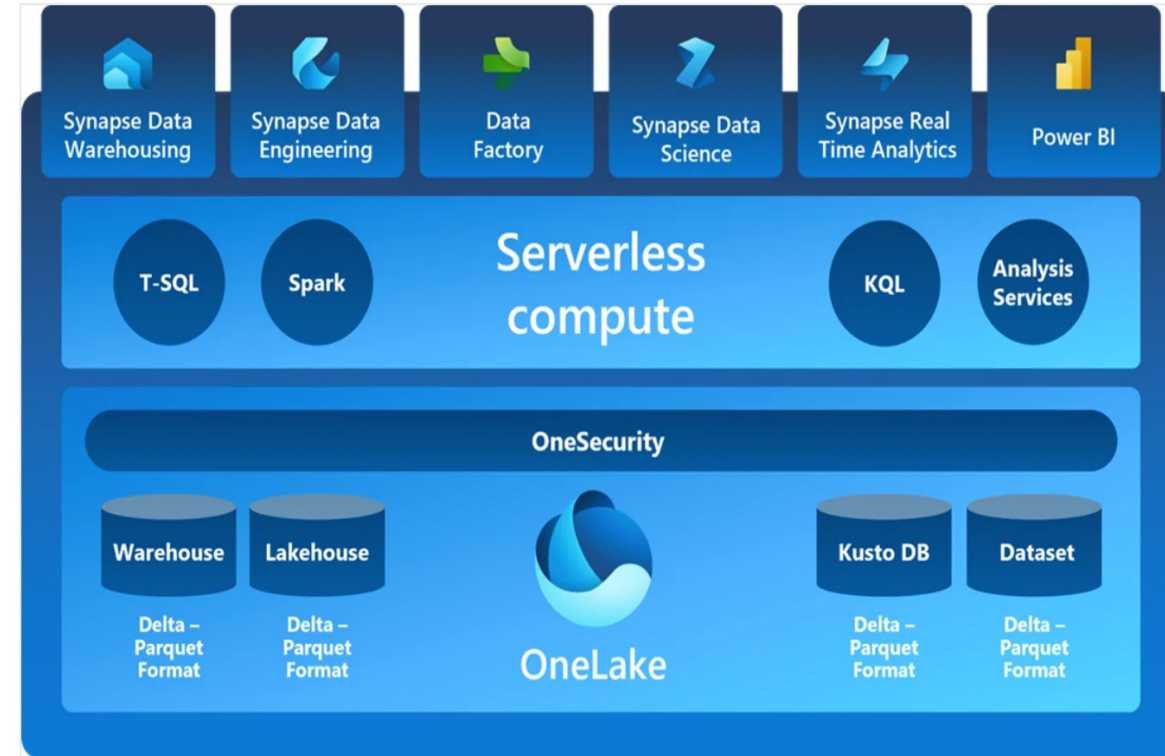 Synapse Data
Warehousing
Synapse Data
Engineering
Data
Factory
Synapse Data
Science
Synapse Real
Time Analytics
Power BI
T-SQL
Spark
Serverless
compute
KQL
Analysis
Services
OneSecurity
Warehouse
Lakehouse
Kusto DB
Dataset
Delta –
Parquet
Format
Delta –
Parquet
Format
OneLake
Delta –
Parquet
Format
Delta –
Parquet
Format